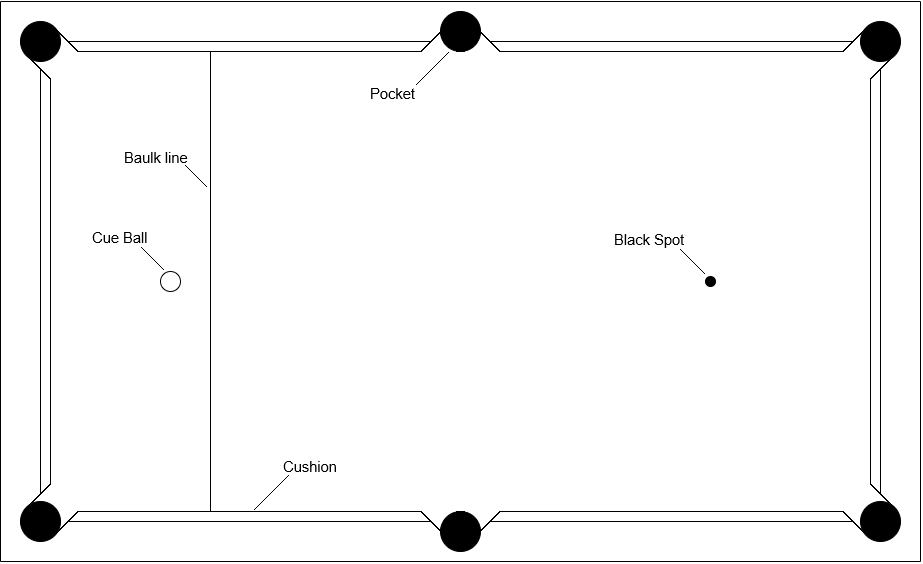 Pocket
Baulk line
Cue Ball
Black Spot
Cushion